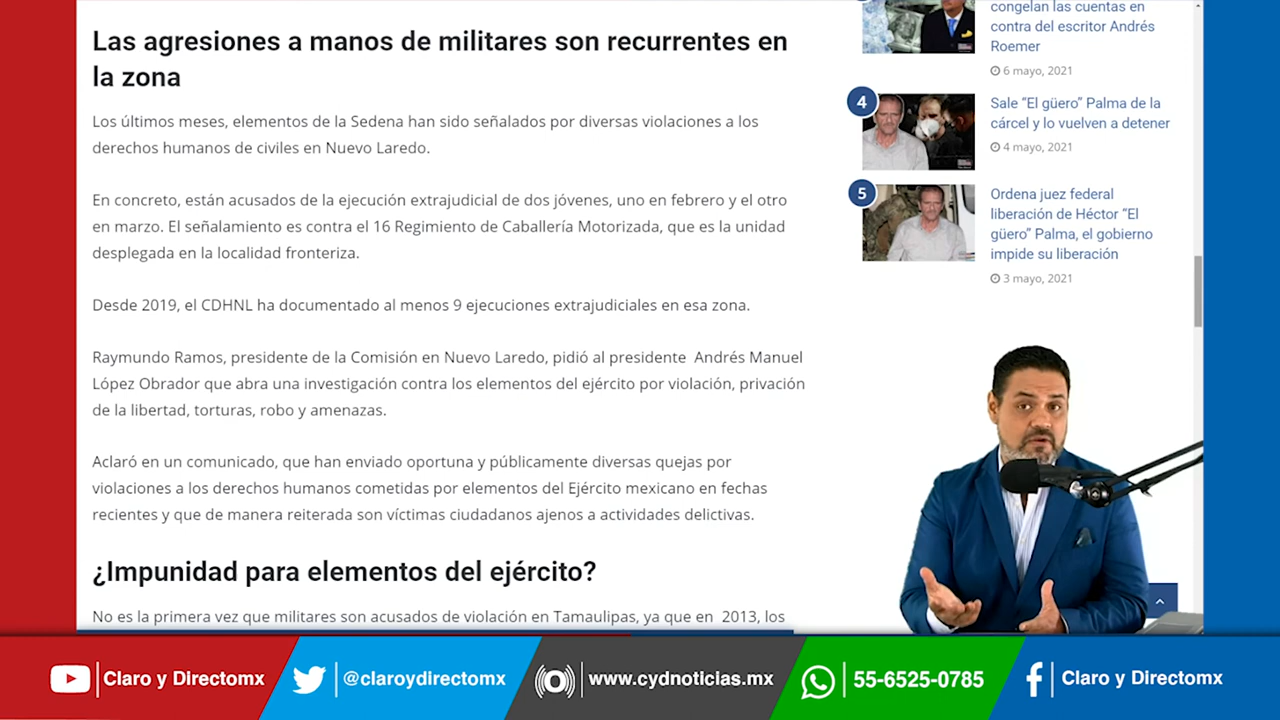 Las agresiones a manos de militares son recurrentes en
la zona
Los últimos meses, elementos de la Sedena han sido señalados por diversas violaciones a los
derechos humanos de civiles en Nuevo Laredo.
En concreto, están acusados de la ejecución extrajudicial de dos jóvenes, uno en febrero y el otro
en marzo. El señalamiento es contra el 16 Regimiento de Caballería Motorizada, que es la unidad
desplegada en la localidad fronteriza.
Desde 2019, el CDHNL ha documentado al menos 9 ejecuciones extrajudiciales en esa zona.
Raymundo Ramos, presidente de la Comisión en Nuevo Laredo, pidió al presidente Andrés Manuel
López Obrador que abra una investigación contra los elementos del ejército por violación, privación
de la libertad, torturas, robo y amenazas.
Aclaró en un comunicado, que han enviado oportuna y públicamente diversas quejas por
violaciones a los derechos humanos cometidas por elementos del Ejército mexicano en fechas
recientes y que de manera reiterada son víctimas ciudadanos ajenos a actividades delictivas.
¿Impunidad para elementos del ejército?
No es la primera vez que militares son acusados de violación en Tamaulipas, ya que en 2013, los
congelan las cuentas en
contra del escritor Andrés
Roemer
6 mayo, 2021
4
Sale “El güero” Palma de la
cárcel y lo vuelven a detener
4 mayo, 2021
5
Ordena juez federal
liberación de Héctor “El
güero” Palma, el gobierno
impide su liberación
3 mayo, 2021
Claro y Directomx
@claroydirectomx
www.cydnoticias.mx
55-6525-0785
Claro y Directomx